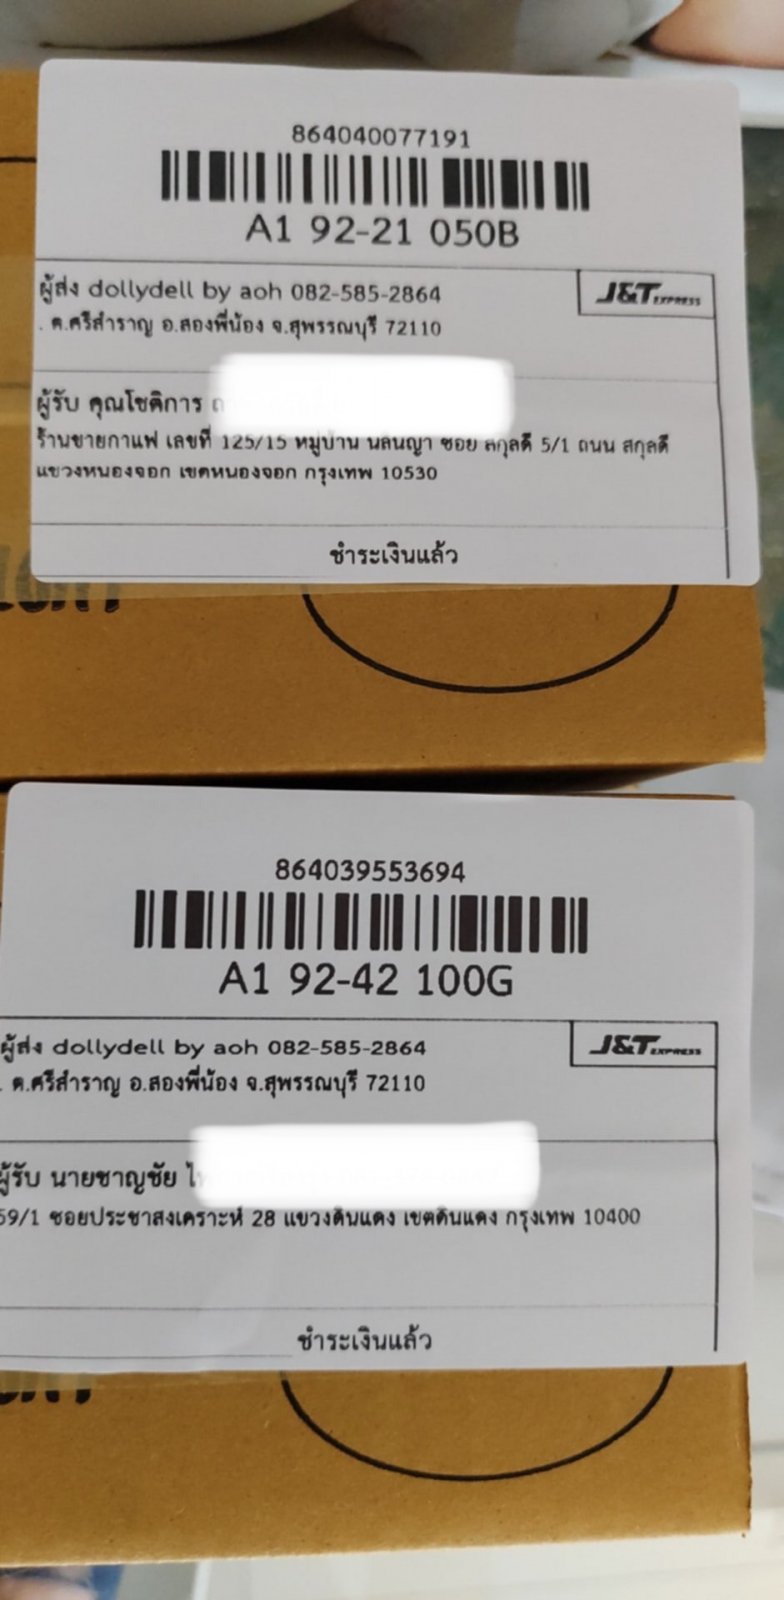 864040077191
A1 92-21 050B
ผู้ส่ง dollydell by aoh 082-585-2864
J&T EXPRESS
. ต.ศรีสำราญ อ.สองพี่น้อง จ.สุพรรณบุรี 72110
ผู้รับ คุณโชติการ
ร้านขายกาแฟ เลขที่ 125/15 หมู่บ้าน นลินญา ซอย สกุลดี 5/1 ถนน สกุลดี
แขวงหนองจอก เขตหนองจอก กรุงเทพ 10530
ชำระเงินแล้ว
864039553694
A1 92-42 100G
ผู้ส่ง dollydell by aoh 082-585-2864
J&T EXPRESS
. ต.ศรีสำราญ อ.สองพี่น้อง จ.สุพรรณบุรี 72110
ผู้รับ นายชาญชัย
59/1 ซอยประชาสงเคราะห์ 28 แขวงดินแดง เขตดินแดง กรุงเทพ 10400
ชำระเงินแล้ว